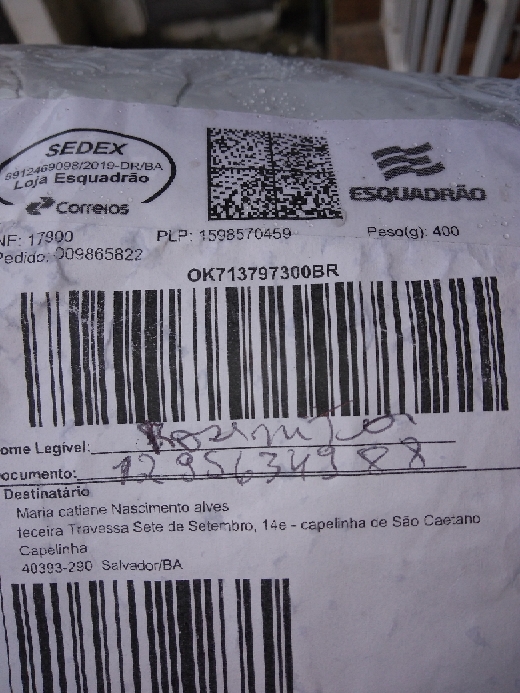 SEDEX
6912469098/2019-DR/BA
Loja Esquadrão
Correios
ESQUADRÃO
NF: 17900 PLP: 1598570459 Peso(g): 400
Pedido: 009865822
OK713797300BR
ome Legível:
ocumento: 12956349 88
Destinatário
Maria catiane Nascimento alves
teceira Travessa Sete de Setembro, 14e - capelinha de São Caetano
Capelinha
40393-290 Salvador/BA